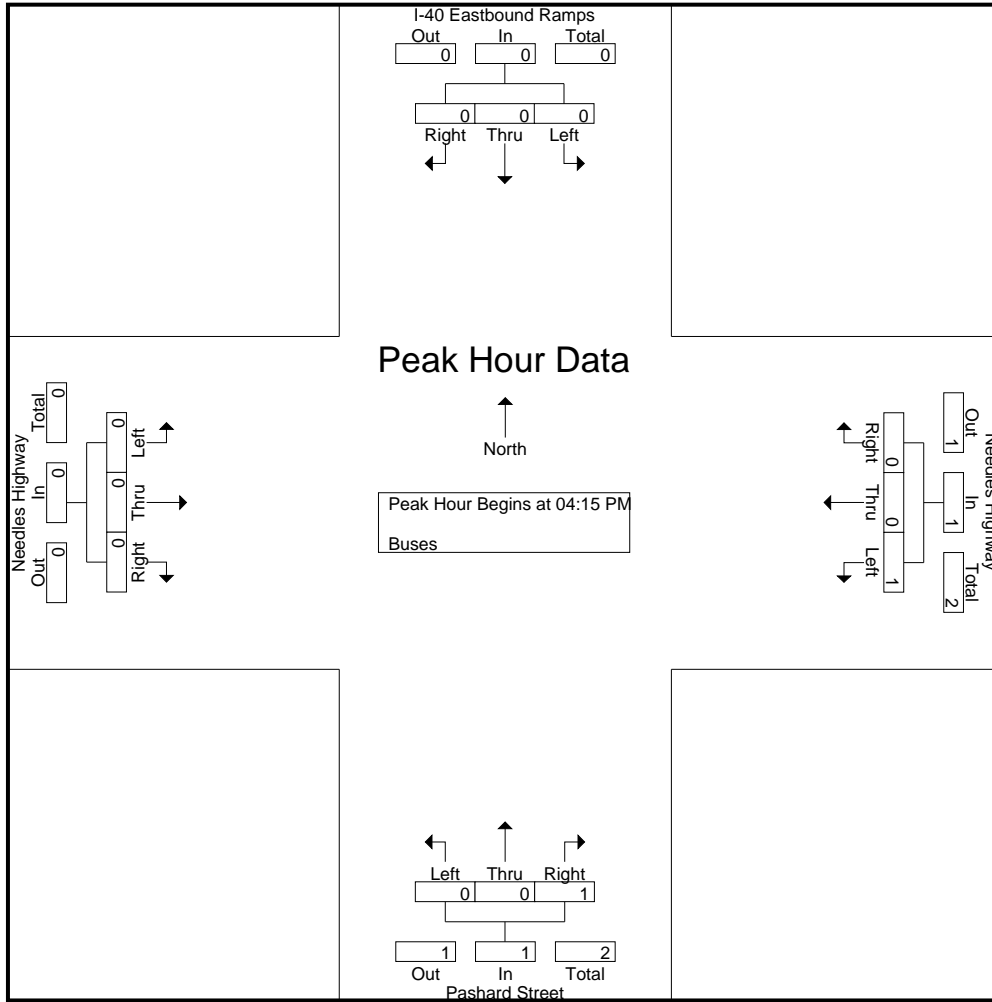 I-40 Eastbound Ramps
Out In Total
0 0 0
0 0 0
Right Thru Left
Peak Hour Data
North
Peak Hour Begins at 04:15 PM
Buses
Needles Highway
Total In Out
0 0 0
0 0 0
Left Thru Right
Right Thru Left
0 0 1
Out In Total
1 1 2
Needles Highway
Left Thru Right
0 0 1
1 1 2
Out In Total
Pashard Street